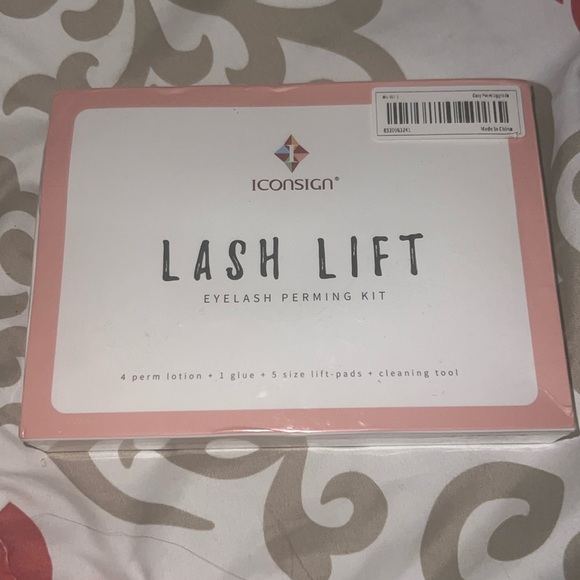 Made In China
ICONSIGN®
LASH LIFT
EYELASH PERMING KIT
4 perm lotion + 1 glue + 5 size lift-pads + cleaning tool